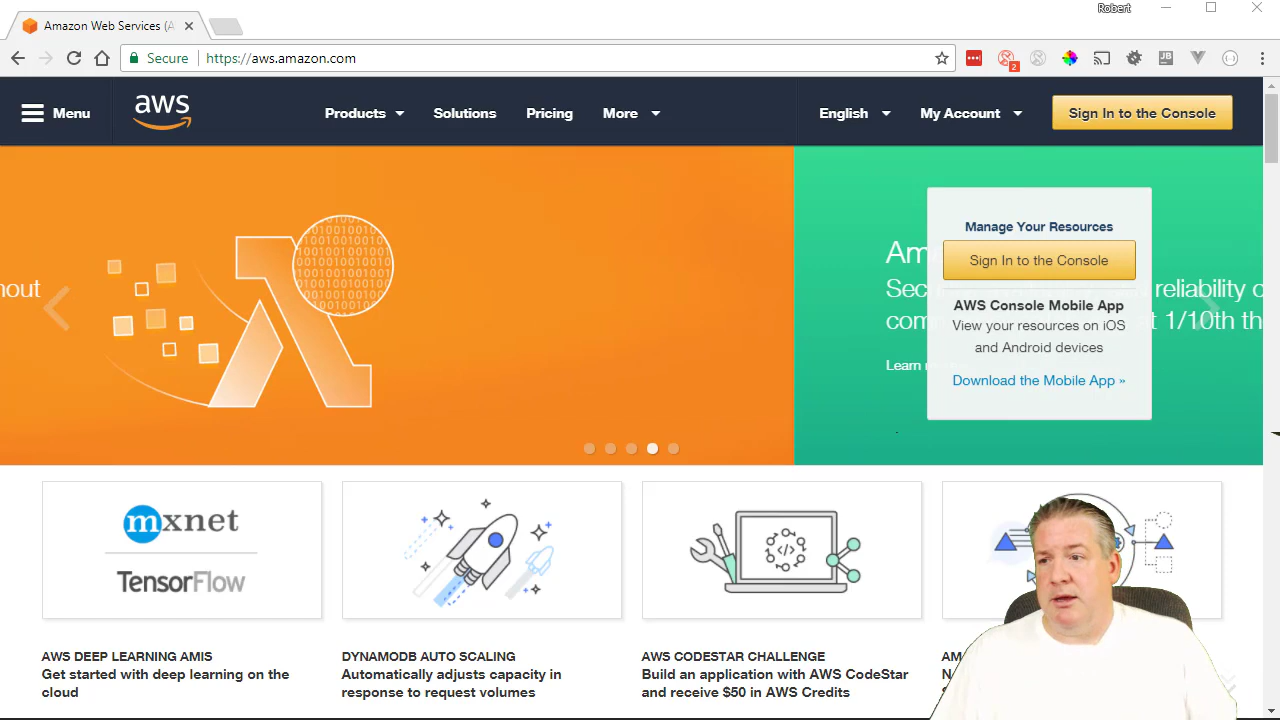 Robert
Amazon Web Services (A
Secure https://aws.amazon.com
2
JB
Menu
aws
Products
Solutions
Pricing
More
English
My Account
Sign In to the Console
hout
Manage Your Resources
Sign In to the Console
AWS Console Mobile App
View your resources on iOS
and Android devices
Download the Mobile App »
Am
Sec
reliability
com
at 1/10th
Learn
mxnet
TensorFlow
AWS DEEP LEARNING AMIS
Get started with deep learning on the
cloud
DYNAMODB AUTO SCALING
Automatically adjusts capacity in
response to request volumes
AWS CODESTAR CHALLENGE
Build an application with AWS CodeStar
and receive $50 in AWS Credits